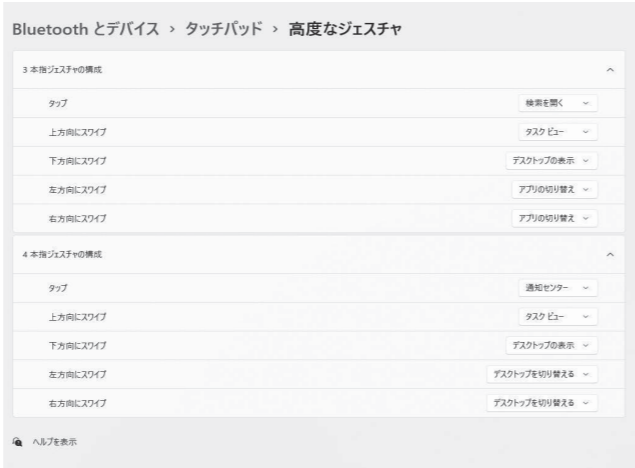 Bluetooth とデバイス › タッチパッド › 高度なジェスチャ
3 本指ジェスチャの構成
タップ 検索を開く
上方向にスワイプ タスク ビュー
下方向にスワイプ デスクトップの表示
左方向にスワイプ アプリの切り替え
右方向にスワイプ アプリの切り替え
4 本指ジェスチャの構成
タップ 通知センター
上方向にスワイプ タスク ビュー
下方向にスワイプ デスクトップの表示
左方向にスワイプ デスクトップを切り替える
右方向にスワイプ デスクトップを切り替える
ヘルプを表示